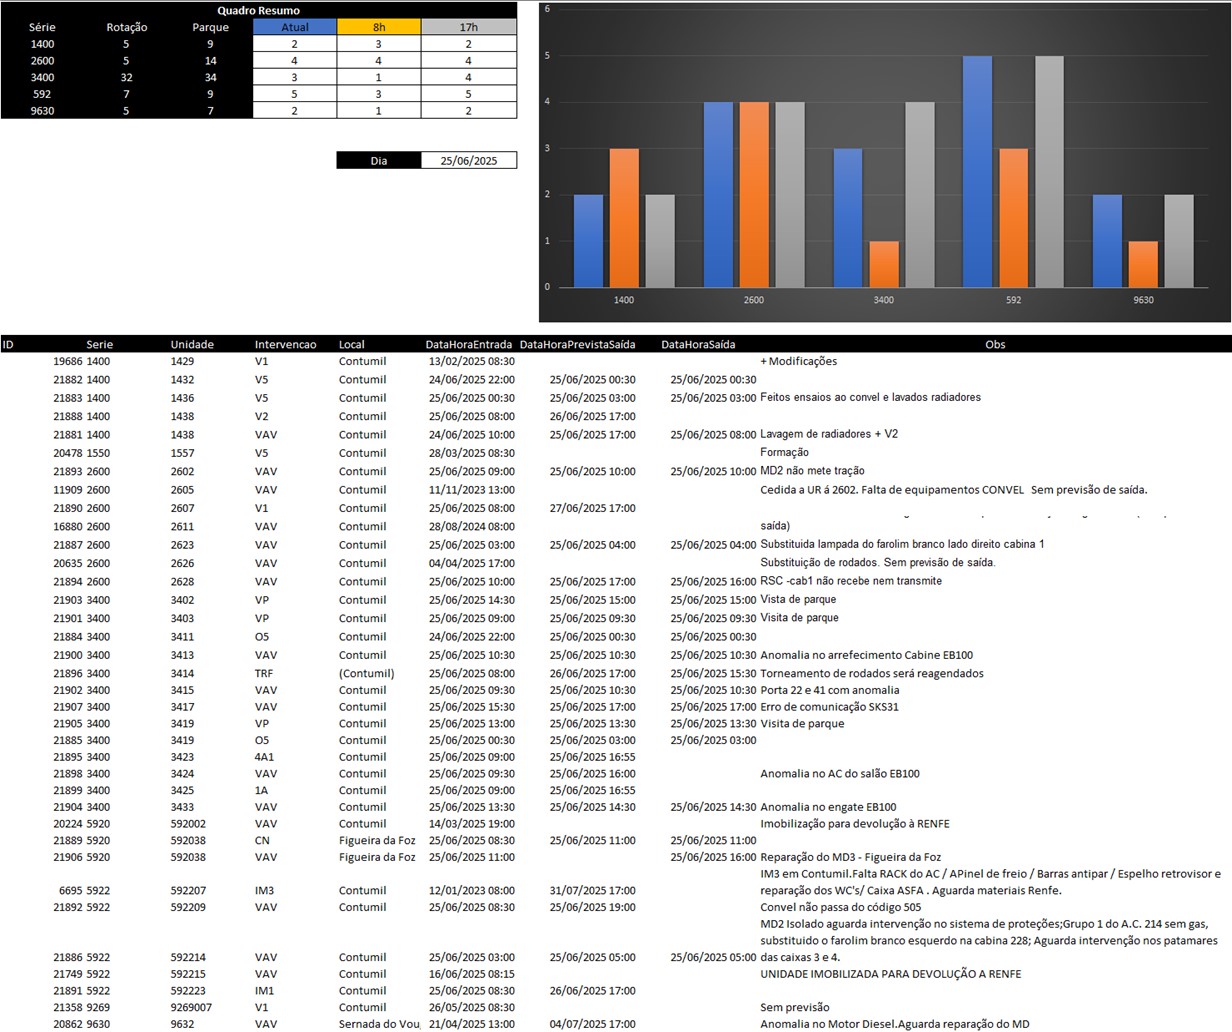 Quadro Resumo
Série Rotação Parque Atual 8h 17h
1400 5 9 2 3 2
2600 5 14 4 4 4
3400 32 34 3 1 4
592 7 9 5 3 5
9630 5 7 2 1 2
Dia 25/06/2025
6
5
4
3
2
1
0
1400 2600 3400 592 9630
ID Serie Unidade Intervencao Local DataHoraEntrada DataHoraPrevistaSaída DataHoraSaída Obs
19686 1400 1429 V1 Contumil 13/02/2025 08:30 + Modificações
21882 1400 1432 V5 Contumil 24/06/2025 22:00 25/06/2025 00:30 25/06/2025 00:30
21883 1400 1436 V5 Contumil 25/06/2025 00:30 25/06/2025 03:00 25/06/2025 03:00 Feitos ensaios ao convel e lavados radiadores
21888 1400 1438 V2 Contumil 25/06/2025 08:00 26/06/2025 17:00
21881 1400 1438 VAV Contumil 24/06/2025 10:00 25/06/2025 17:00 25/06/2025 08:00 Lavagem de radiadores + V2
20478 1550 1557 V5 Contumil 28/03/2025 08:30 Formação
21893 2600 2602 VAV Contumil 25/06/2025 09:00 25/06/2025 10:00 25/06/2025 10:00 MD2 não mete tração
11909 2600 2605 VAV Contumil 11/11/2023 13:00 Cedida a UR á 2602. Falta de equipamentos CONVEL Sem previsão de saída.
21890 2600 2607 V1 Contumil 25/06/2025 08:00 27/06/2025 17:00
16880 2600 2611 VAV Contumil 28/08/2024 08:00 saída)
21887 2600 2623 VAV Contumil 25/06/2025 03:00 25/06/2025 04:00 25/06/2025 04:00 Substituida lampada do farolim branco lado direito cabina 1
20635 2600 2626 VAV Contumil 04/04/2025 17:00 Substituição de rodados. Sem previsão de saída.
21894 2600 2628 VAV Contumil 25/06/2025 10:00 25/06/2025 17:00 25/06/2025 16:00 RSC -cab1 não recebe nem transmite
21903 3400 3402 VP Contumil 25/06/2025 14:30 25/06/2025 15:00 25/06/2025 15:00 Vista de parque
21901 3400 3403 VP Contumil 25/06/2025 09:00 25/06/2025 09:30 25/06/2025 09:30 Visita de parque
21884 3400 3411 O5 Contumil 24/06/2025 22:00 25/06/2025 00:30 25/06/2025 00:30
21900 3400 3413 VAV Contumil 25/06/2025 10:30 25/06/2025 10:30 25/06/2025 10:30 Anomalia no arrefecimento Cabine EB100
21896 3400 3414 TRF (Contumil) 25/06/2025 08:00 26/06/2025 17:00 25/06/2025 15:30 Torneamento de rodados será reagendados
21902 3400 3415 VAV Contumil 25/06/2025 09:30 25/06/2025 10:30 25/06/2025 10:30 Porta 22 e 41 com anomalia
21907 3400 3417 VAV Contumil 25/06/2025 15:30 25/06/2025 17:00 25/06/2025 17:00 Erro de comunicação SKS31
21905 3400 3419 VP Contumil 25/06/2025 13:00 25/06/2025 13:30 25/06/2025 13:30 Visita de parque
21885 3400 3419 O5 Contumil 25/06/2025 00:30 25/06/2025 03:00 25/06/2025 03:00
21895 3400 3423 4A1 Contumil 25/06/2025 09:00 25/06/2025 16:55
21898 3400 3424 VAV Contumil 25/06/2025 09:30 25/06/2025 16:00 Anomalia no AC do salão EB100
21899 3400 3425 1A Contumil 25/06/2025 09:00 25/06/2025 16:55
21904 3400 3433 VAV Contumil 25/06/2025 13:30 25/06/2025 14:30 25/06/2025 14:30 Anomalia no engate EB100
20224 5920 592002 VAV Contumil 14/03/2025 19:00 Imobilização para devolução à RENFE
21889 5920 592038 CN Figueira da Foz 25/06/2025 08:30 25/06/2025 11:00 25/06/2025 11:00
21906 5920 592038 VAV Figueira da Foz 25/06/2025 11:00 25/06/2025 16:00 Reparação do MD3 - Figueira da Foz
IM3 em Contumil.Falta RACK do AC / APinel de freio / Barras antipar / Espelho retrovisor e
6695 5922 592207 IM3 Contumil 12/01/2023 08:00 31/07/2025 17:00 reparação dos WC's/ Caixa ASFA . Aguarda materiais Renfe.
21892 5922 592209 VAV Contumil 25/06/2025 08:30 25/06/2025 19:00 Convel não passa do código 505
MD2 Isolado aguarda intervenção no sistema de proteções;Grupo 1 do A.C. 214 sem gas,
substituido o farolim branco esquerdo na cabina 228; Aguarda intervenção nos patamares
21886 5922 592214 VAV Contumil 25/06/2025 03:00 25/06/2025 05:00 25/06/2025 05:00 das caixas 3 e 4.
21749 5922 592215 VAV Contumil 16/06/2025 08:15 UNIDADE IMOBILIZADA PARA DEVOLUÇÃO A RENFE
21891 5922 592223 IM1 Contumil 25/06/2025 08:30 26/06/2025 17:00
21358 9269 9269007 V1 Contumil 26/05/2025 08:30 Sem previsão
20862 9630 9632 VAV Sernada do Vou 21/04/2025 13:00 04/07/2025 17:00 Anomalia no Motor Diesel.Aguarda reparação do MD